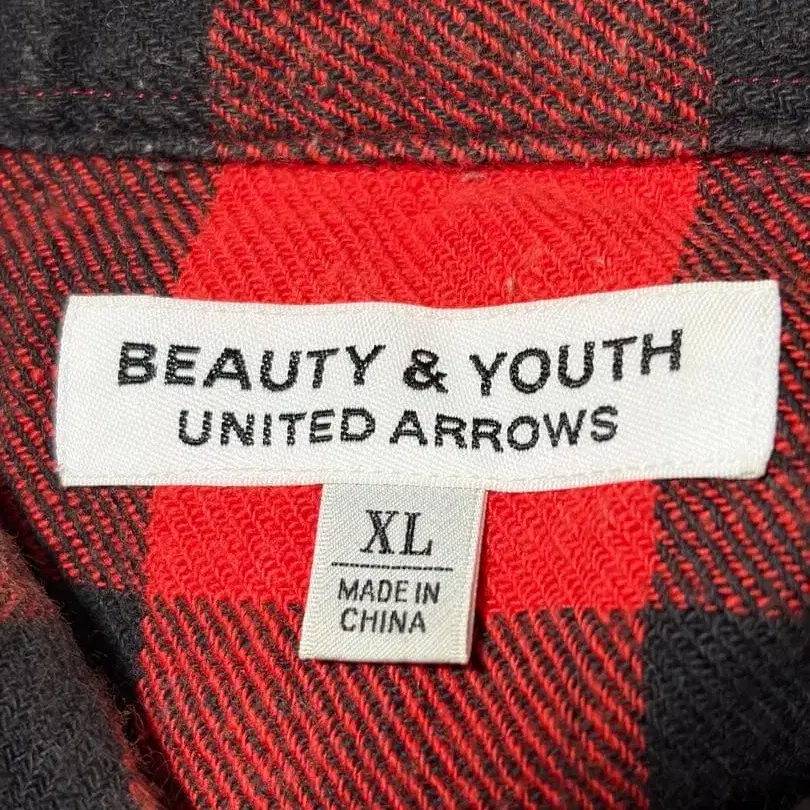 BEAUTY & YOUTH
UNITED ARROWS
XL
MADE IN
CHINA